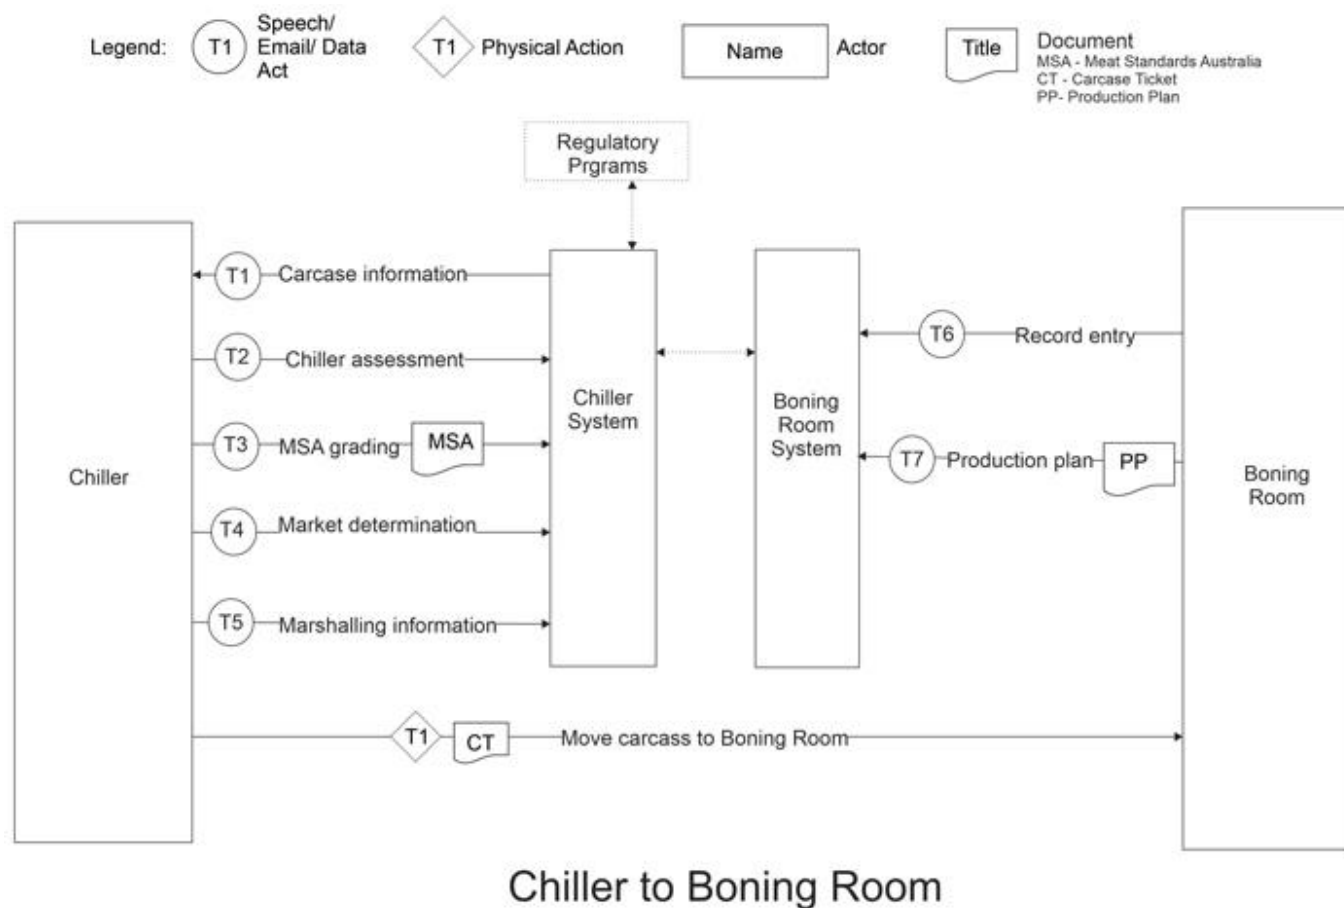 Legend:
T1
Speech/
Email/ Data
Act
T1
Physical Action
Name
Actor
Title
Document
MSA - Meat Standards Australia
CT - Carcase Ticket
PP- Production Plan
Regulatory
Prgrams
Chiller
T1
Carcase information
T2
Chiller assessment
T3
MSA grading
MSA
T4
Market determination
T5
Marshalling information
Chiller
System
Boning
Room
System
T6
Record entry
T7
Production plan
PP
Boning
Room
T1
CT
Move carcass to Boning Room
Chiller to Boning Room